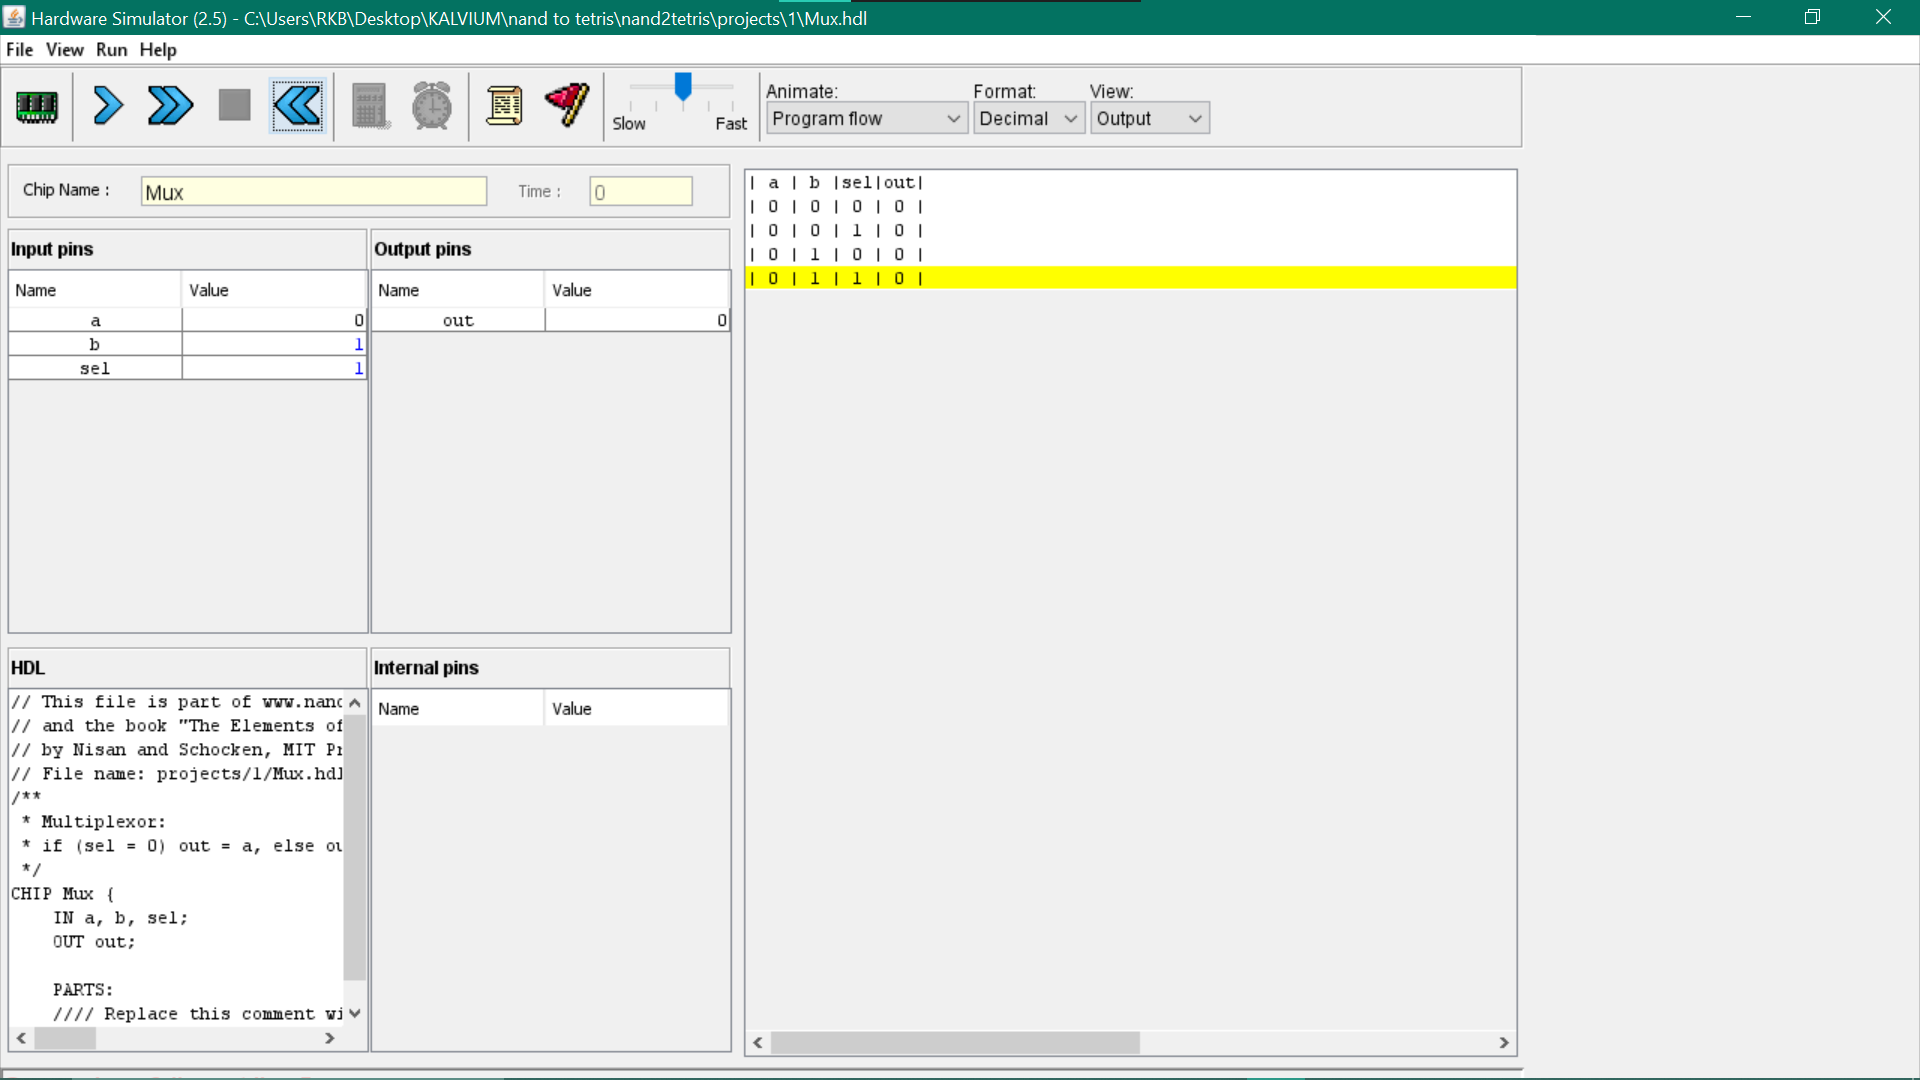 Hardware Simulator (2.5) - C:\Users\RKB\Desktop\KALVIUM\nand to tetris\nand2tetris\projects\1\Mux.hdl
File View Run Help
Slow Fast
Animate: Format: View:
Program flow Decimal Output
Chip Name : Mux Time : 0
| a | b |sel|out|
| 0 | 0 | 0 | 0 |
| 0 | 0 | 1 | 0 |
| 0 | 1 | 0 | 0 |
| 0 | 1 | 1 | 0 |
Input pins
Name Value
a 0
b 1
sel 1
Output pins
Name Value
out 0
HDL
// This file is part of www.nand
// and the book "The Elements of
// by Nisan and Schocken, MIT Pr
// File name: projects/1/Mux.hdl
/**
* Multiplexor:
* if (sel = 0) out = a, else ou
*/
CHIP Mux {
IN a, b, sel;
OUT out;
PARTS:
//// Replace this comment wi
Internal pins
Name Value